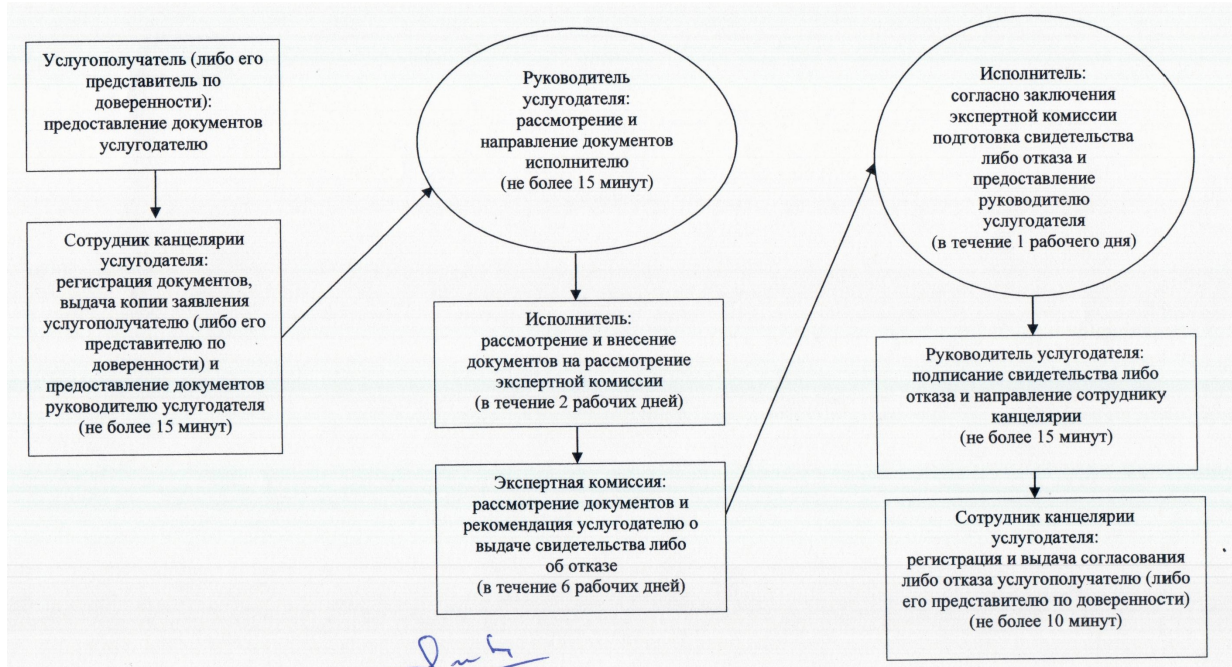 Услугополучатель (либо его
представитель по
доверенности):
предоставление документов
услугодателю
Сотрудник канцелярии
услугодателя:
регистрация документов,
выдача копии заявления
услугополучателю (либо его
представителю по
доверенности) и
предоставление документов
руководителю услугодателя
(не более 15 минут)
Руководитель
услугодателя:
рассмотрение и
направление документов
исполнителю
(не более 15 минут)
Исполнитель:
рассмотрение и внесение
документов на рассмотрение
экспертной комиссии
(в течение 2 рабочих дней)
Экспертная комиссия:
рассмотрение документов и
рекомендация услугодателю о
выдаче свидетельства либо
об отказе
(в течение 6 рабочих дней)
Исполнитель:
согласно заключения
экспертной комиссии
подготовка свидетельства
либо отказа и
предоставление
руководителю
услугодателя
(в течение 1 рабочего дня)
Руководитель услугодателя:
подписание свидетельства либо
отказа и направление сотруднику
канцелярии
(не более 15 минут)
Сотрудник канцелярии
услугодателя:
регистрация и выдача согласования
либо отказа услугополучателю (либо
его представителю по доверенности)
(не более 10 минут)